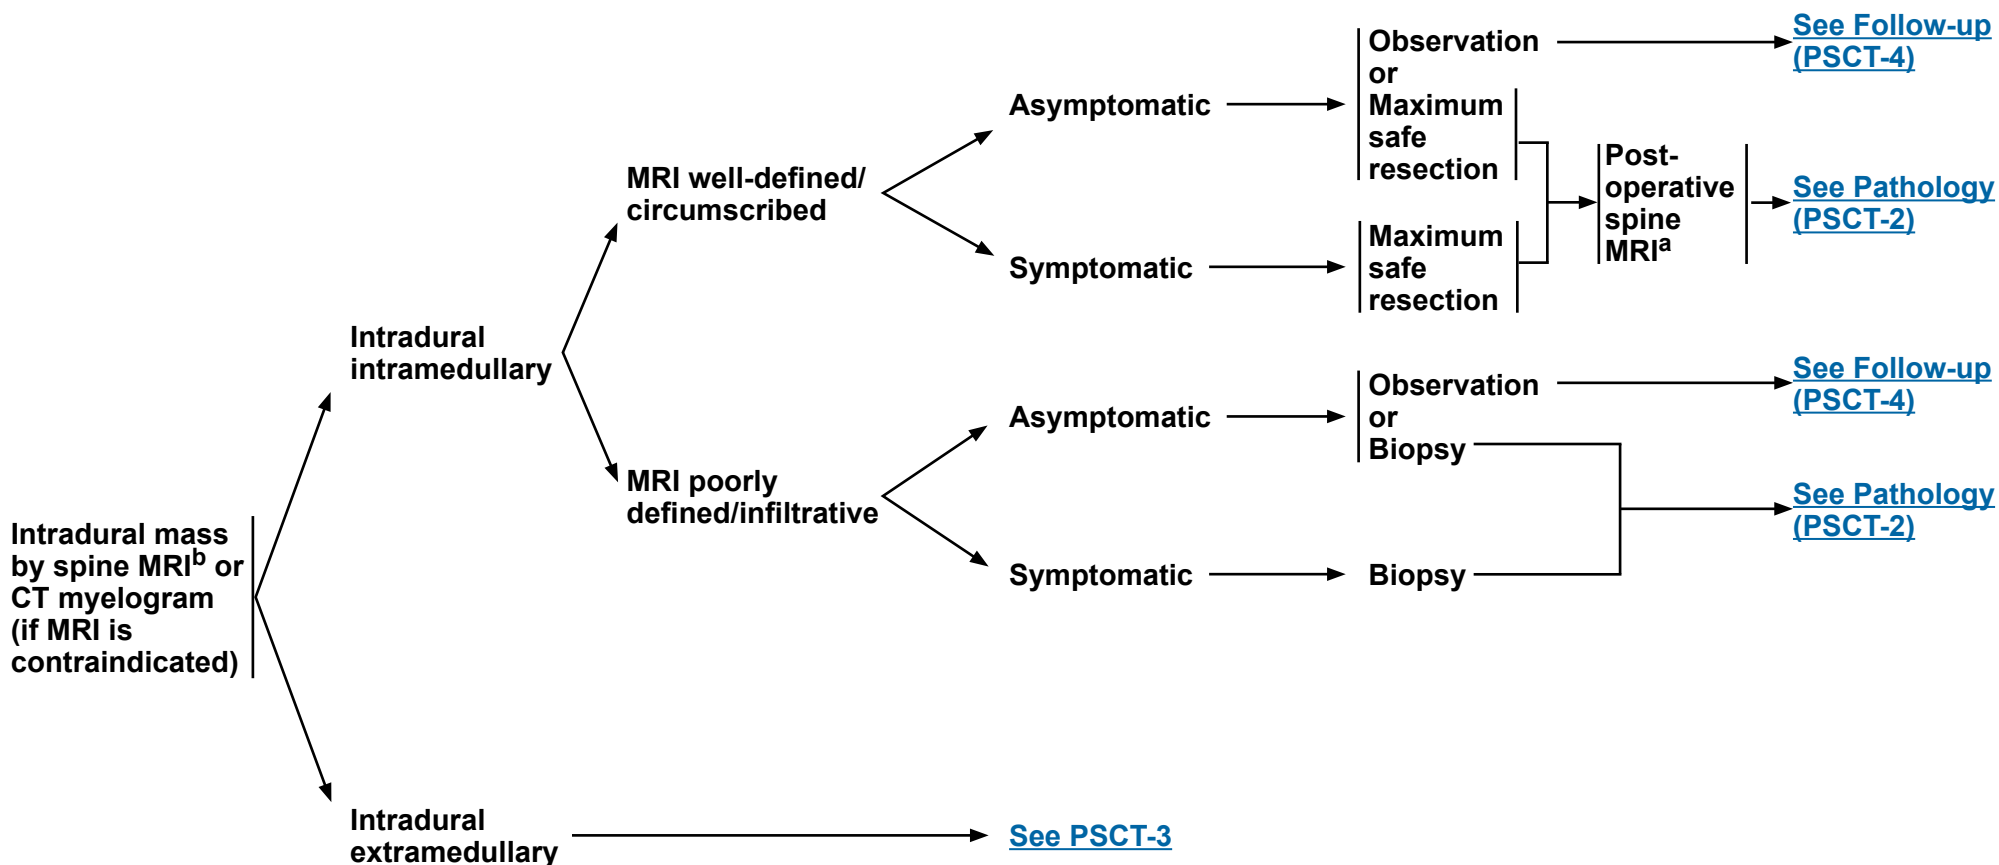 Intradural mass
by spine MRIb or
CT myelogram
(if MRI is
contraindicated)
Intradural
intramedullary
MRI well-defined/
circumscribed
Asymptomatic
Observation
or
Maximum
safe
resection
See Follow-up
(PSCT-4)
Symptomatic
Maximum
safe
resection
Post-
operative
spine
MRIa
See Pathology
(PSCT-2)
MRI poorly
defined/infiltrative
Asymptomatic
Observation
or
Biopsy
See Follow-up
(PSCT-4)
Symptomatic
Biopsy
See Pathology
(PSCT-2)
Intradural
extramedullary
See PSCT-3